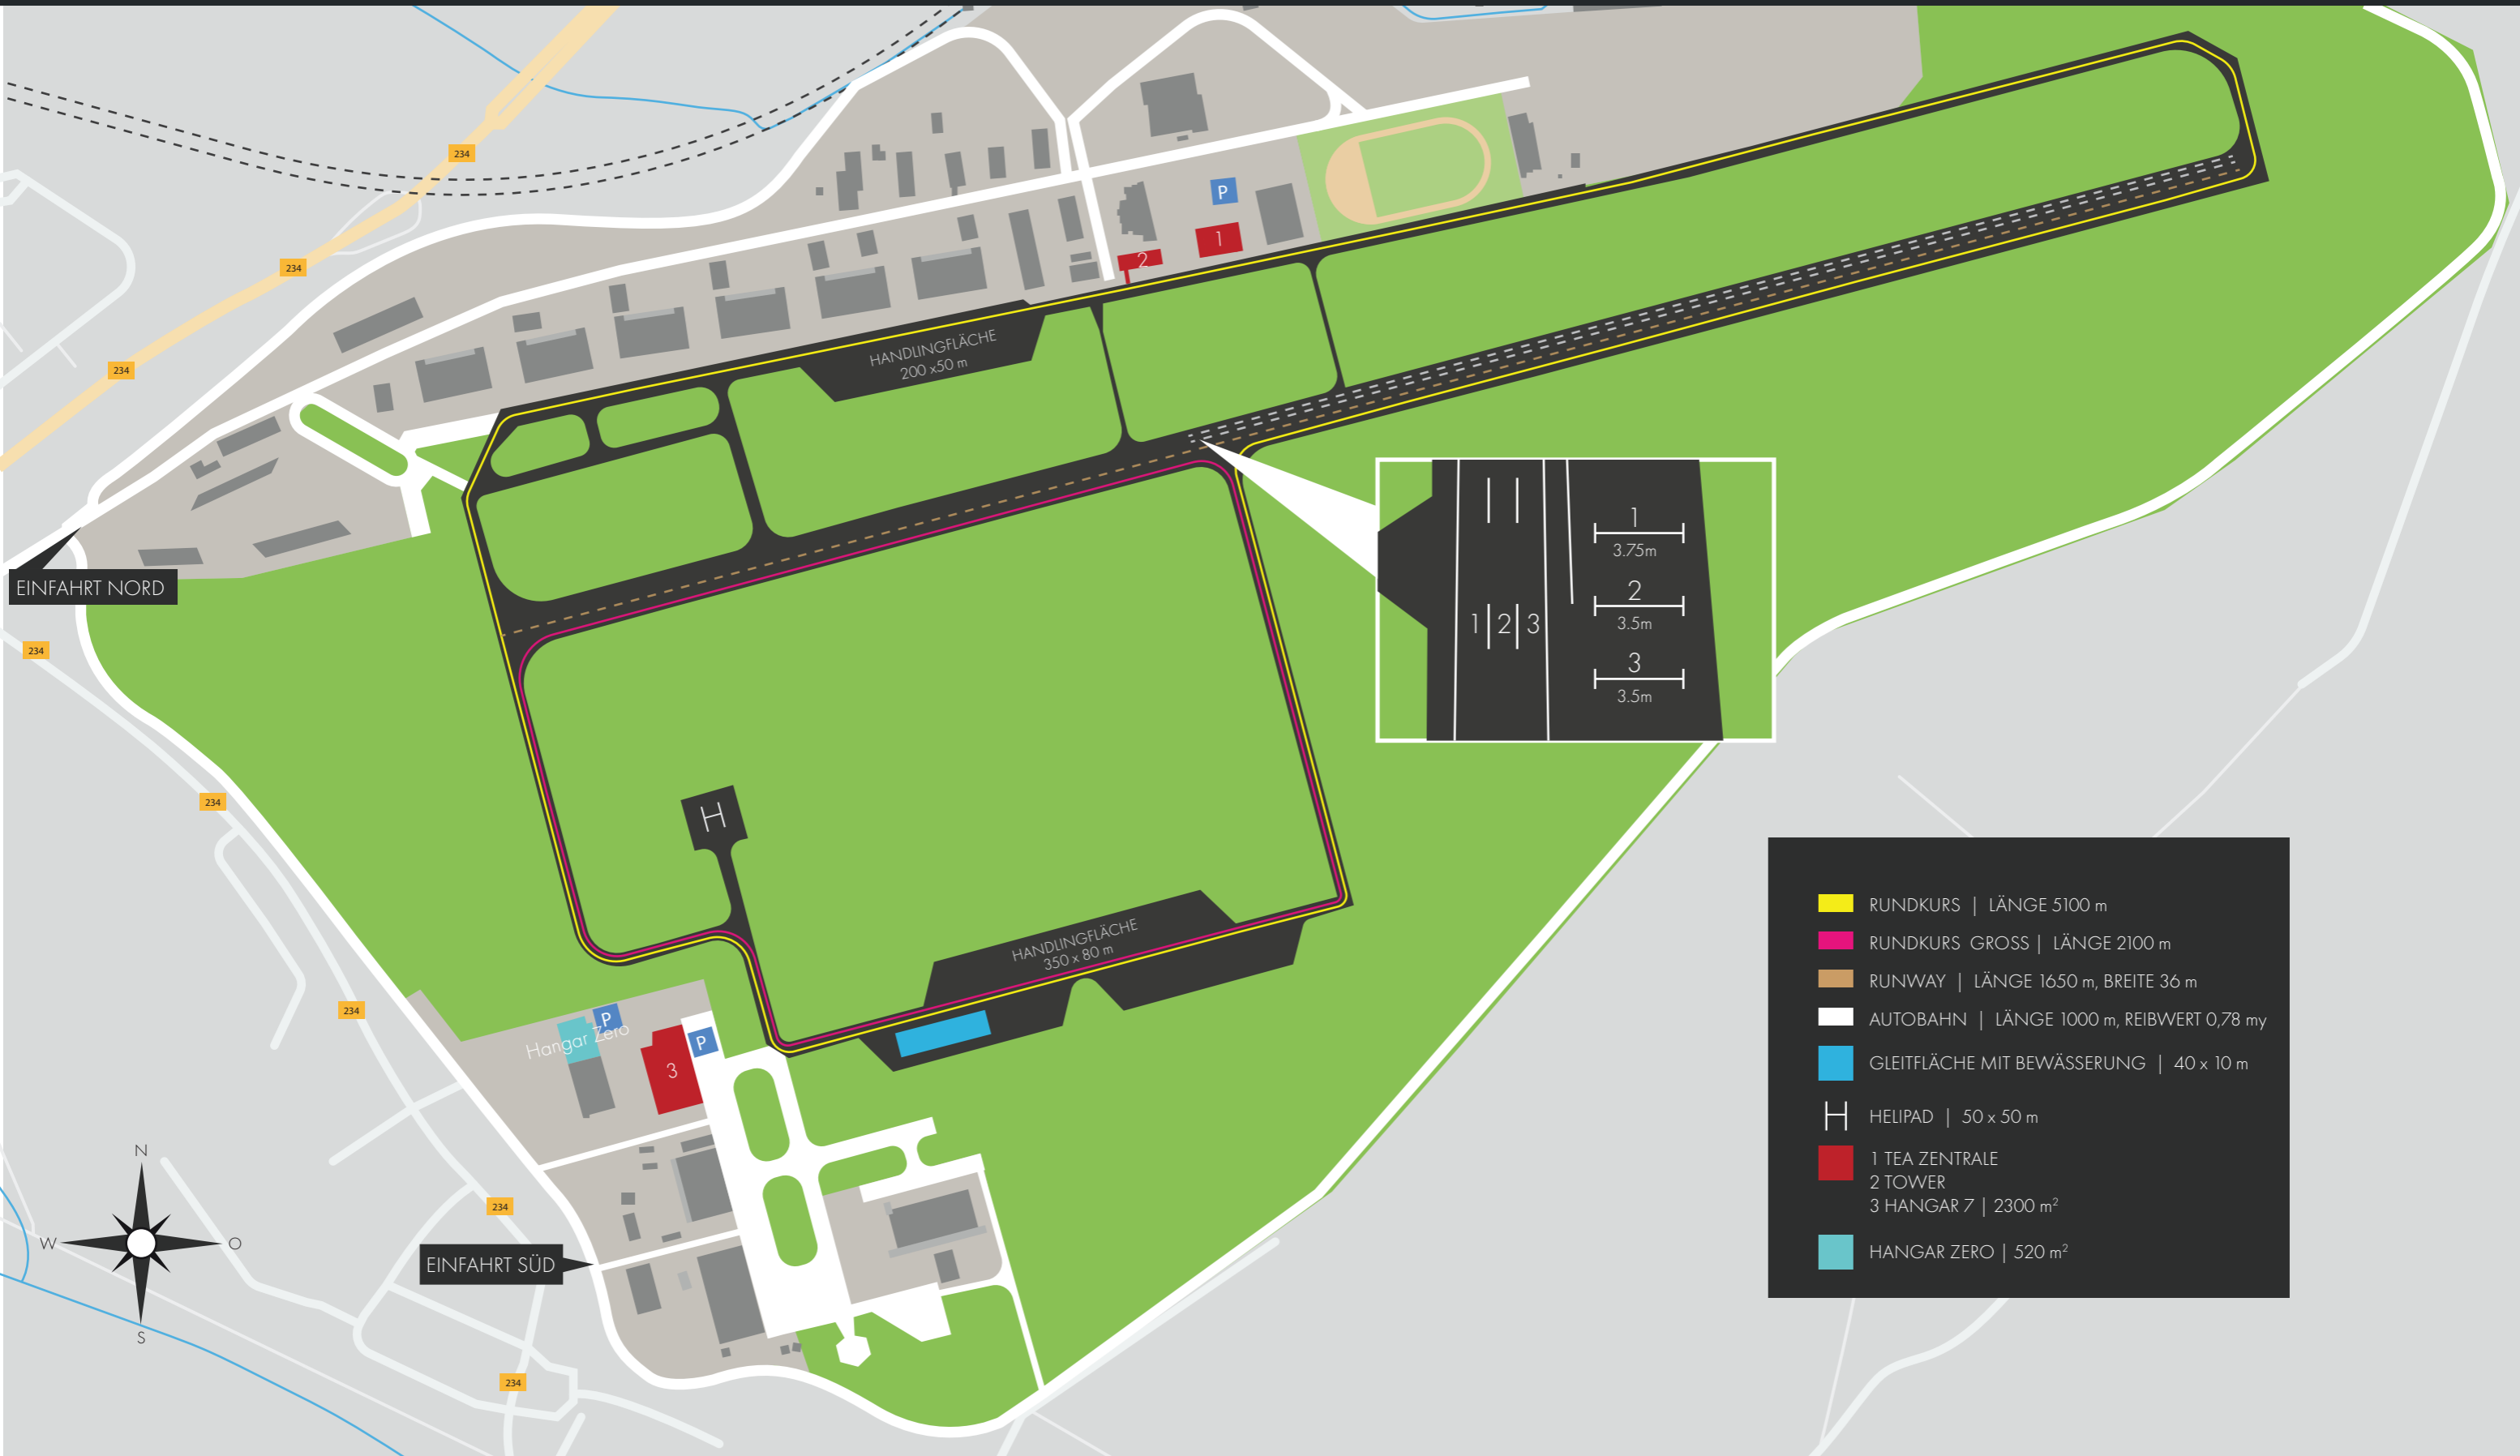 234
234
234
234
234
234
234
234
P
1
2
HANDLINGFLÄCHE
200 x50 m
EINFAHRT NORD
1
3.75m
2
3.5m
3
3.5m
1 2 3
H
HANDLINGFLÄCHE
350 x 80 m
P
Hangar Zero
P
3
EINFAHRT SÜD
N
W
O
S
RUNDKURS | LÄNGE 5100 m
RUNDKURS GROSS | LÄNGE 2100 m
RUNWAY | LÄNGE 1650 m, BREITE 36 m
AUTOBAHN | LÄNGE 1000 m, REIBWERT 0,78 my
GLEITFLÄCHE MIT BEWÄSSERUNG | 40 x 10 m
H HELIPAD | 50 x 50 m
1 TEA ZENTRALE
2 TOWER
3 HANGAR 7 | 2300 m²
HANGAR ZERO | 520 m²